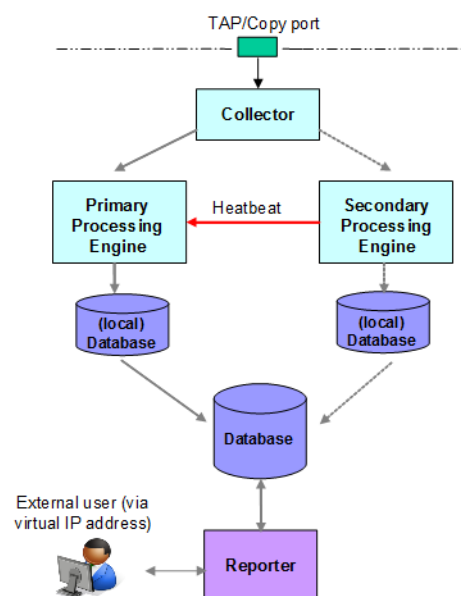 TAP/Copy port
Collector
Primary
Processing
Engine
Heatbeat
Secondary
Processing
Engine
(local)
Database
(local)
Database
Database
External user (via
virtual IP address)
Reporter